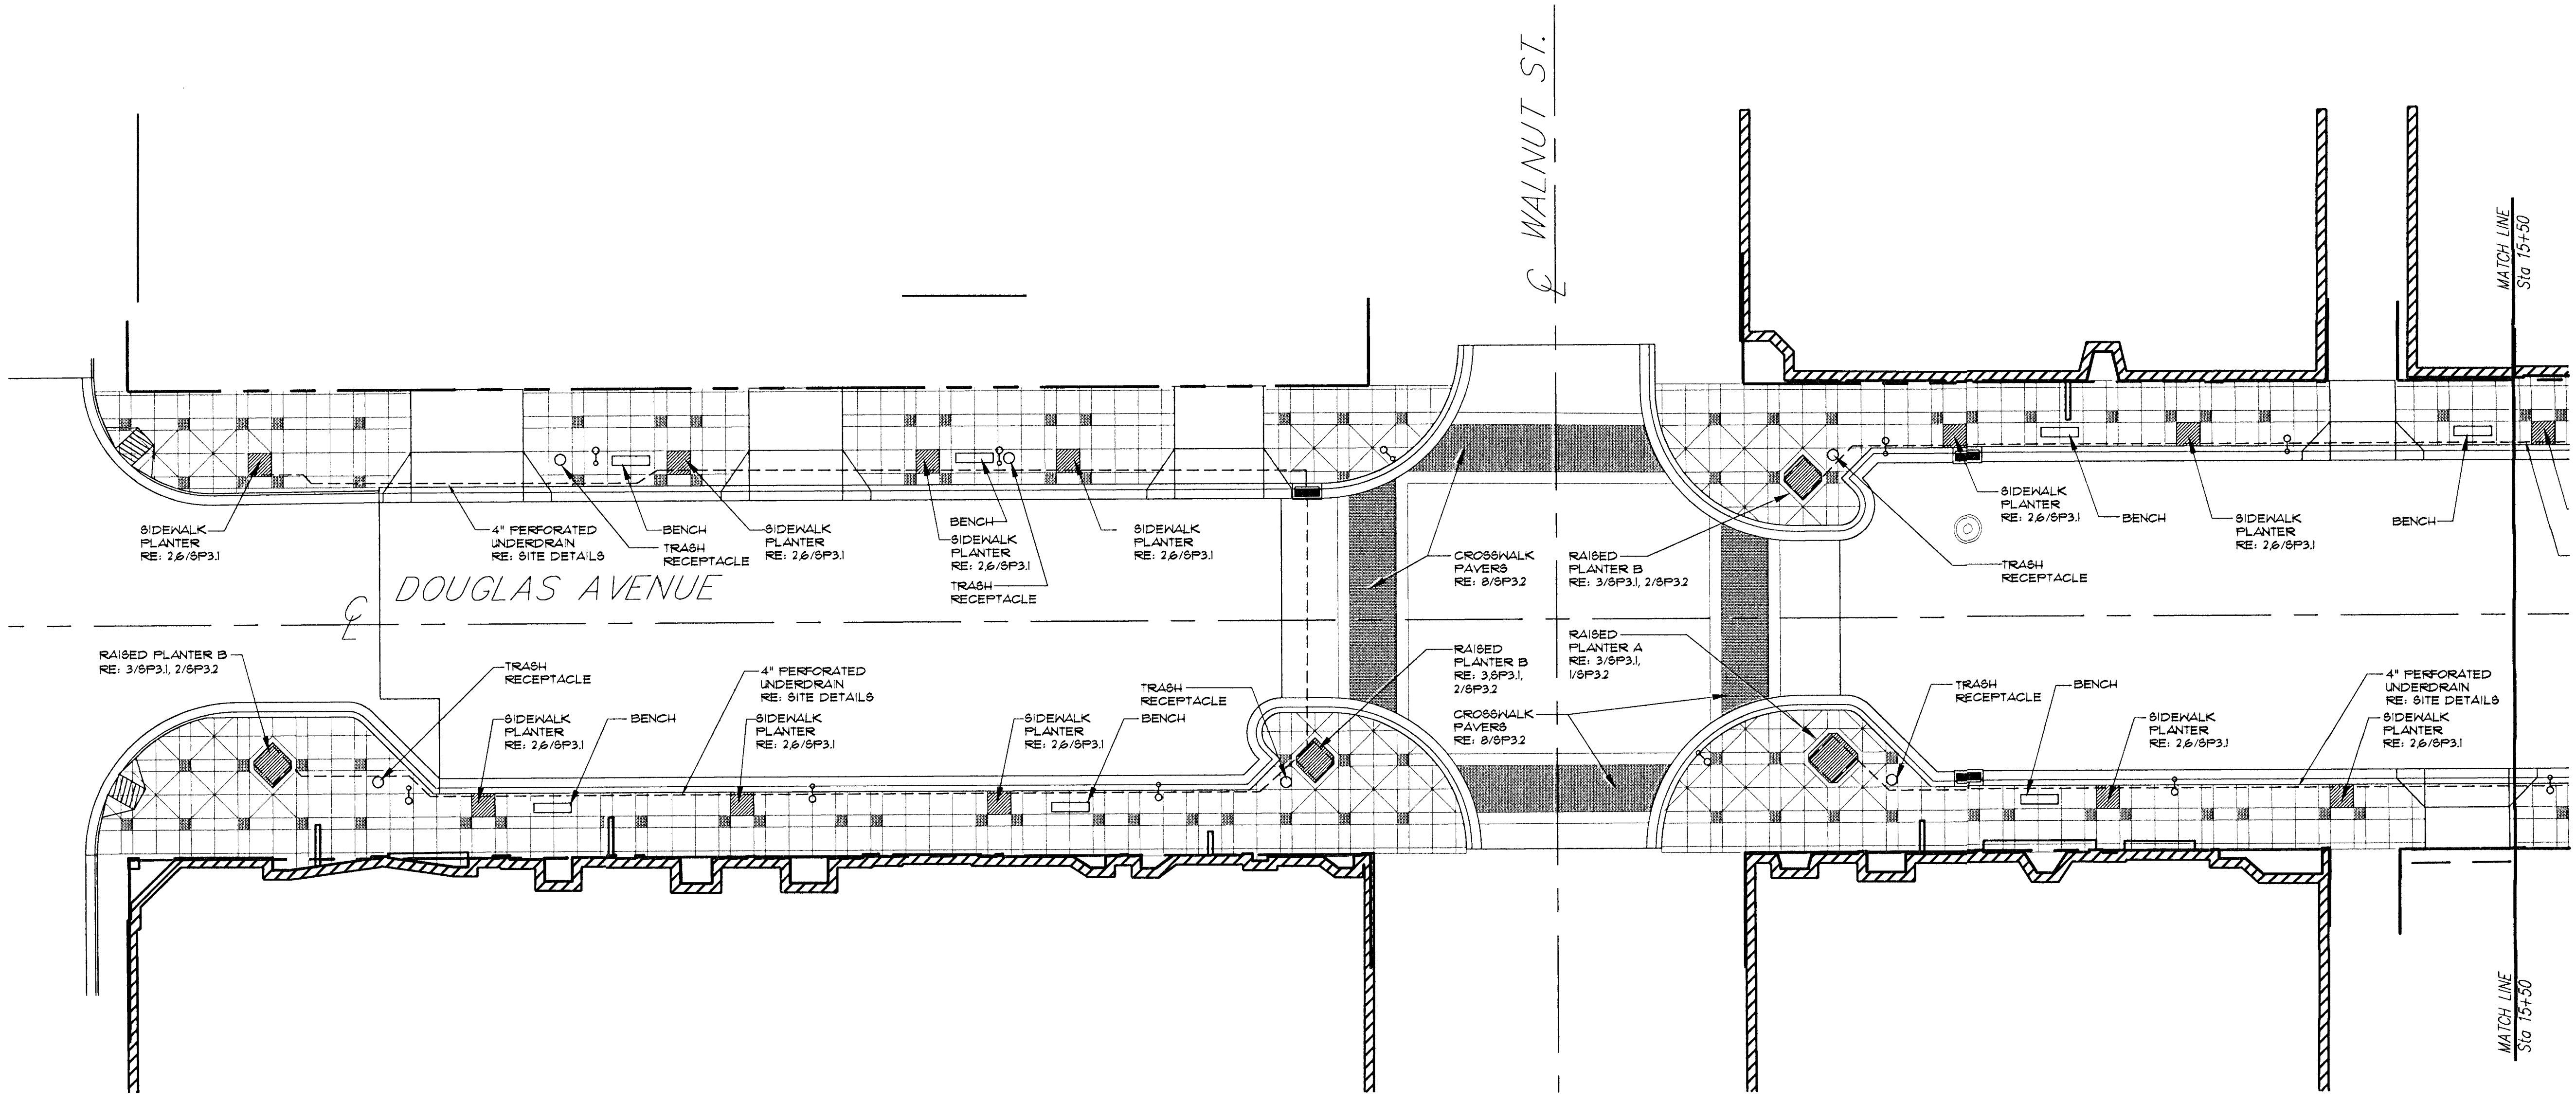 WALNUT ST.
MATCH LINE
Sta 15+50
SIDEWALK
PLANTER
RE: 2,6/SP3.1
4" PERFORATED
UNDERDRAIN
RE: SITE DETAILS
BENCH
TRASH
RECEPTACLE
SIDEWALK
PLANTER
RE: 2,6/SP3.1
BENCH
SIDEWALK
PLANTER
RE: 2,6/SP3.1
TRASH
RECEPTACLE
SIDEWALK
PLANTER
RE: 2,6/SP3.1
CROSSWALK
PAVERS
RE: 8/SP3.2
RAISED
PLANTER B
RE: 3/SP3.1, 2/SP3.2
SIDEWALK
PLANTER
RE: 2,6/SP3.1
TRASH
RECEPTACLE
BENCH
SIDEWALK
PLANTER
RE: 2,6/SP3.1
BENCH
DOUGLAS AVENUE
RAISED PLANTER B
RE: 3/SP3.1, 2/SP3.2
TRASH
RECEPTACLE
SIDEWALK
PLANTER
RE: 2,6/SP3.1
BENCH
4" PERFORATED
UNDERDRAIN
RE: SITE DETAILS
SIDEWALK
PLANTER
RE: 2,6/SP3.1
SIDEWALK
PLANTER
RE: 2,6/SP3.1
TRASH
RECEPTACLE
BENCH
RAISED
PLANTER B
RE: 3,SP3.1,
2/SP3.2
CROSSWALK
PAVERS
RE: 8/SP3.2
RAISED
PLANTER A
RE: 3/SP3.1,
1/SP3.2
TRASH
RECEPTACLE
BENCH
SIDEWALK
PLANTER
RE: 2,6/SP3.1
4" PERFORATED
UNDERDRAIN
RE: SITE DETAILS
SIDEWALK
PLANTER
RE: 2,6/SP3.1
MATCH LINE
Sta 15+50